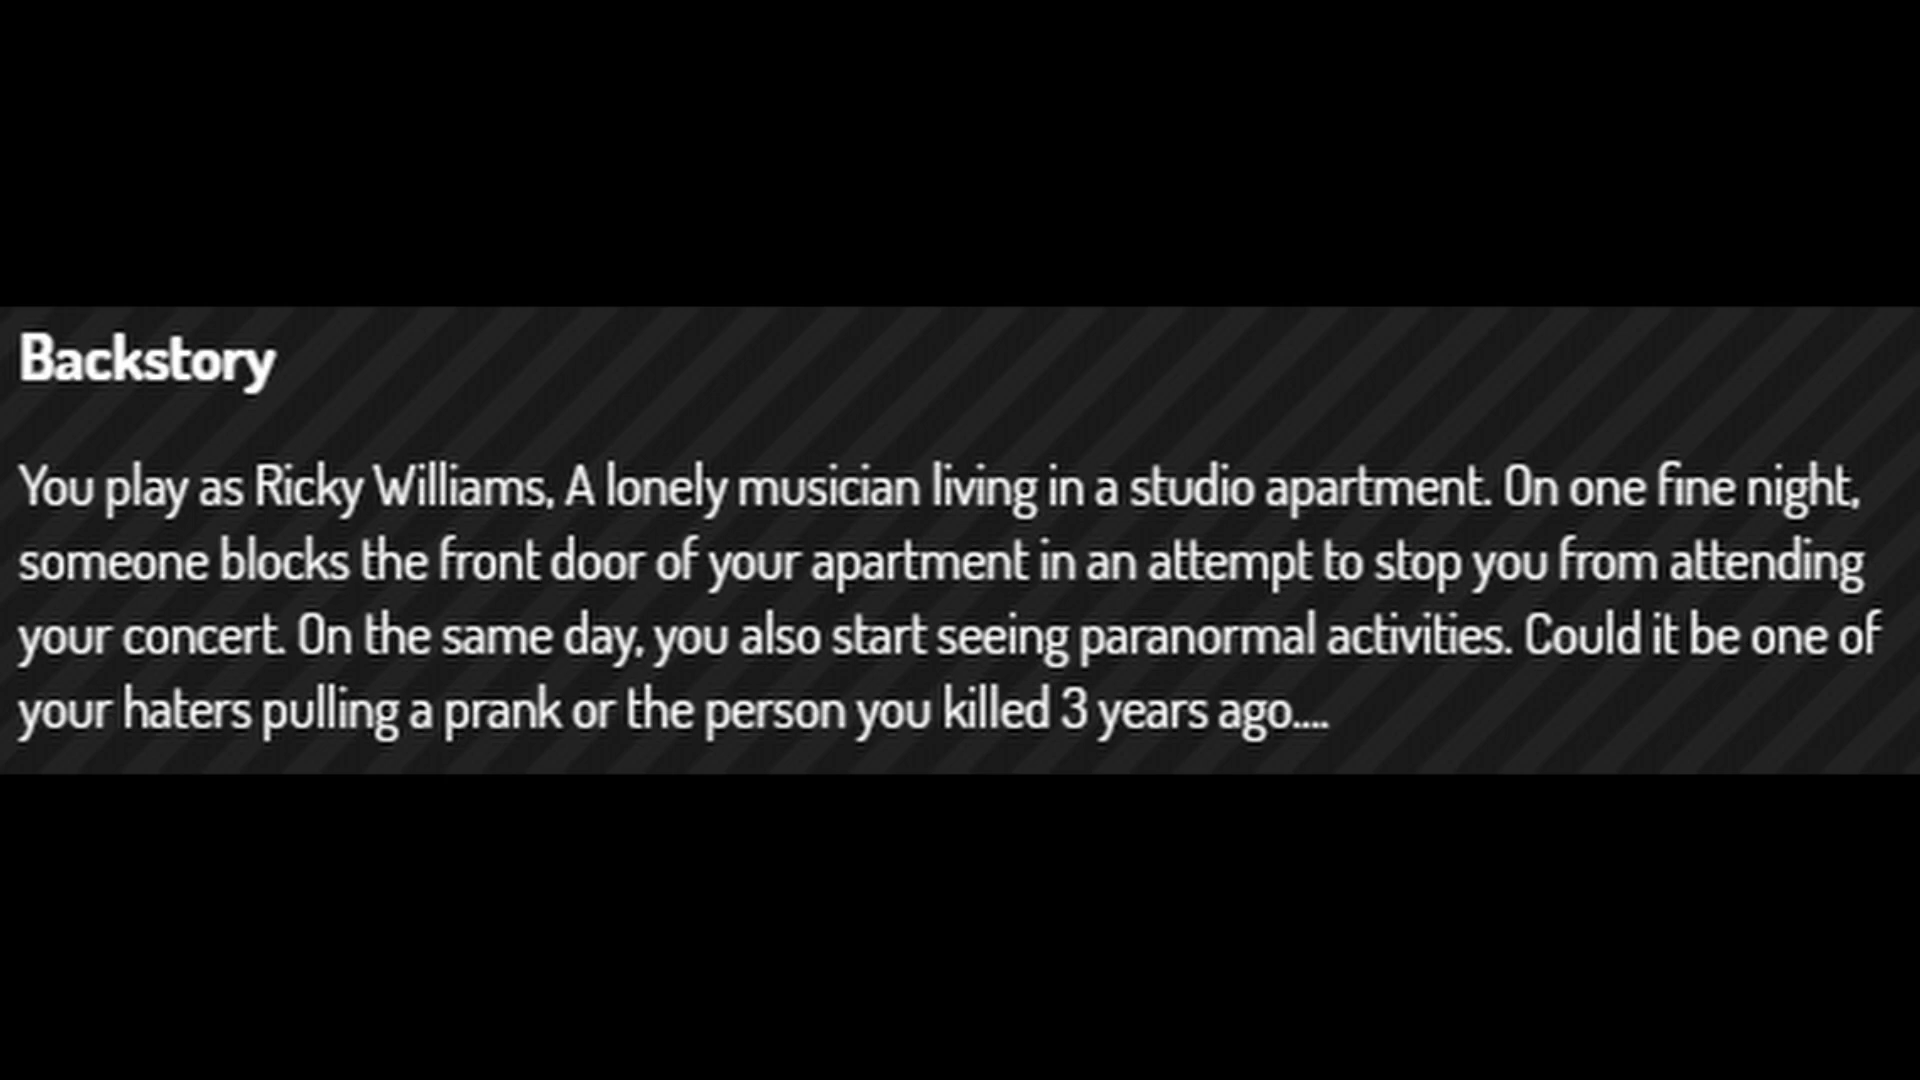 Backstory
You play as Ricky Williams, A lonely musician living in a studio apartment. On one fine night,
someone blocks the front door of your apartment in an attempt to stop you from attending
your concert. On the same day, you also start seeing paranormal activities. Could it be one of
your haters pulling a prank or the person you killed 3 years ago....